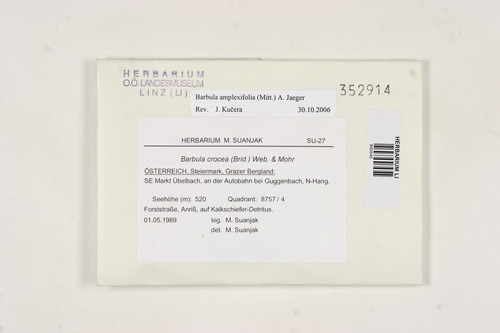 HERBARIUM
O.Ö. LANDESMUSEUM
LINZ (LI)
352914
Barbula amplexifolia (Mitt.) A. Jaeger
Rev. J. Kučera 30.10.2006
HERBARIUM M. SUANJAK SU-27
Barbula crocea (Brid.) Web. & Mohr
ÖSTERREICH, Steiermark, Grazer Bergland:
SE Markt Übelbach, an der Autobahn bei Guggenbach, N-Hang.
Seehöhe (m): 520 Quadrant: 8757 / 4
Forststraße, Anriß, auf Kalkschiefer-Detritus.
01.05.1989 leg. M. Suanjak
det. M. Suanjak
HERBARIUM LI